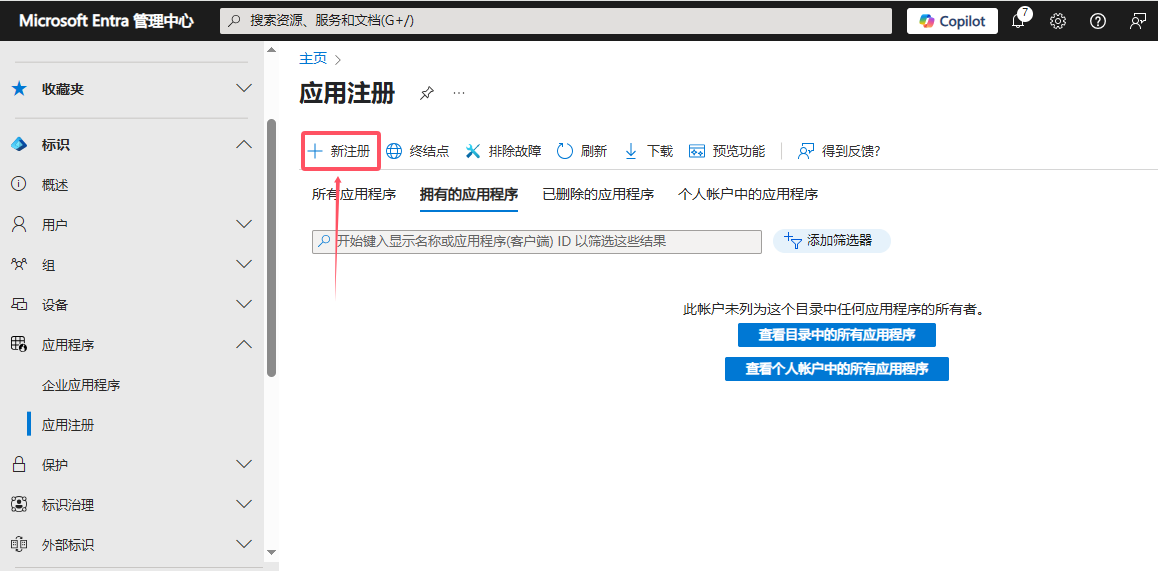 Microsoft Entra 管理中心
搜索资源、服务和文档(G+/)
Copilot
7
收藏夹
标识
概述
用户
组
设备
应用程序
企业应用程序
应用注册
保护
标识治理
外部标识
主页
应用注册
新注册 终结点 排除故障 刷新 下载 预览功能 得到反馈?
所有应用程序 拥有的应用程序 已删除的应用程序 个人帐户中的应用程序
开始键入显示名称或应用程序(客户端) ID 以筛选这些结果 添加筛选器
此帐户未列为这个目录中任何应用程序的所有者。
查看目录中的所有应用程序
查看个人帐户中的所有应用程序